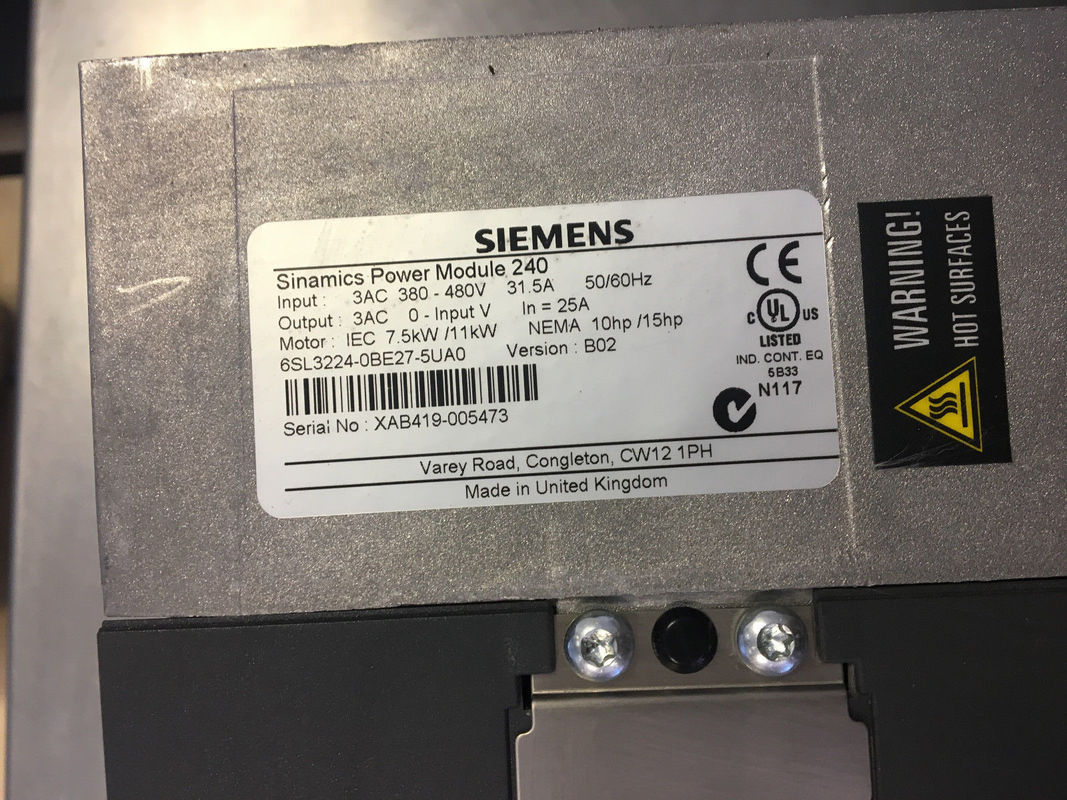 SIEMENS
Sinamics Power Module 240
Input : 3AC 380 - 480V 31.5A 50/60Hz
Output : 3AC 0 - Input V In = 25A
Motor : IEC 7.5kW /11kW NEMA 10hp /15hp
6SL3224-0BE27-5UA0 Version : B02
Serial No : XAB419-005473
Varey Road, Congleton, CW12 1PH
Made in United Kingdom
CE
C UL US
LISTED
IND. CONT. EQ
6B33
N117
WARNING!
HOT SURFACES